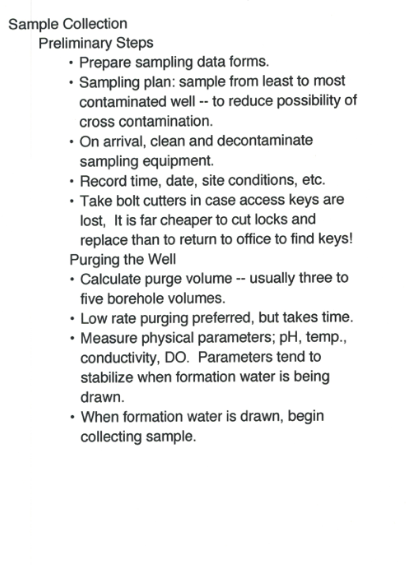 Sample Collection
Preliminary Steps
• Prepare sampling data forms.
• Sampling plan: sample from least to most
contaminated well -- to reduce possibility of
cross contamination.
• On arrival, clean and decontaminate
sampling equipment.
• Record time, date, site conditions, etc.
• Take bolt cutters in case access keys are
lost, It is far cheaper to cut locks and
replace than to return to office to find keys!
Purging the Well
• Calculate purge volume -- usually three to
five borehole volumes.
• Low rate purging preferred, but takes time.
• Measure physical parameters; pH, temp.,
conductivity, DO. Parameters tend to
stabilize when formation water is being
drawn.
• When formation water is drawn, begin
collecting sample.